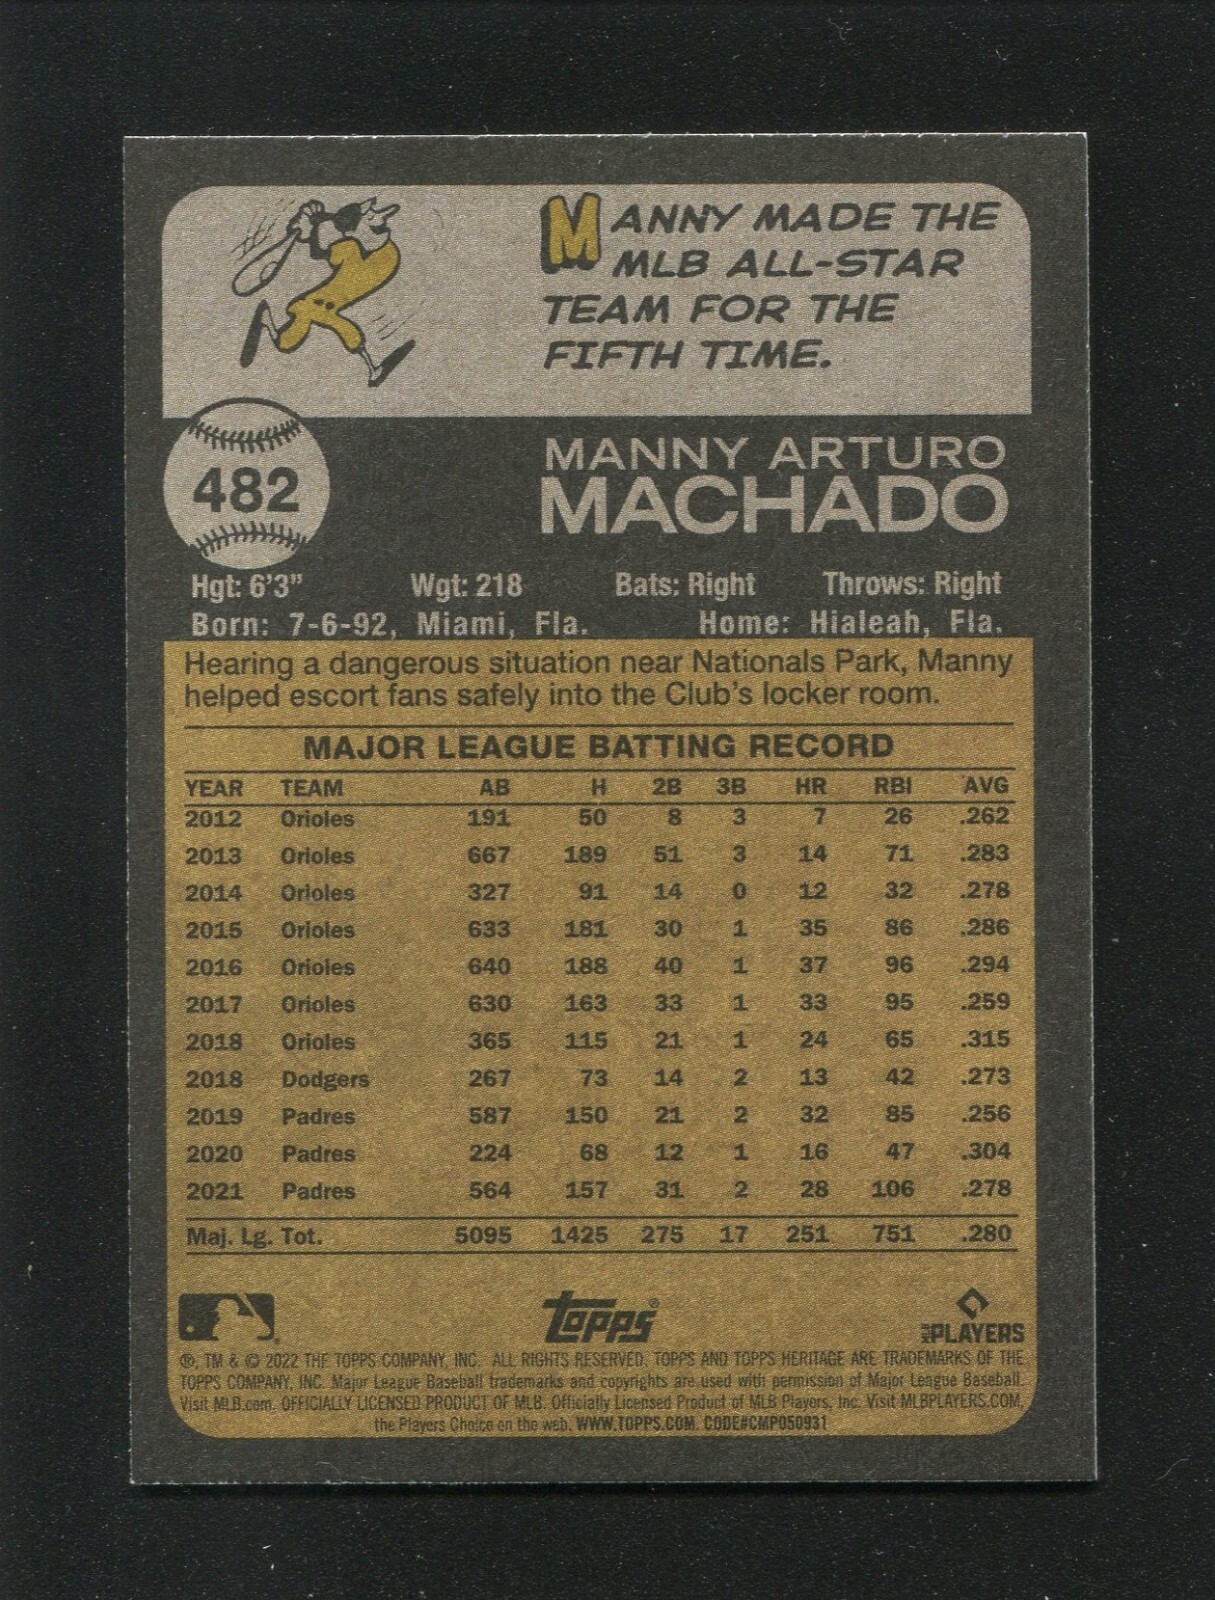 MANNY MADE THE
MLB ALL-STAR
TEAM FOR THE
FIFTH TIME.
482
MANNY ARTURO
MACHADO
Hgt: 6'3" Wgt: 218 Bats: Right Throws: Right
Born: 7-6-92, Miami, Fla. Home: Hialeah, Fla.
Hearing a dangerous situation near Nationals Park, Manny
helped escort fans safely into the Club's locker room.
MAJOR LEAGUE BATTING RECORD
YEAR TEAM AB H 2B 3B HR RBI AVG
2012 Orioles 191 50 8 3 7 26 .262
2013 Orioles 667 189 51 3 14 71 .283
2014 Orioles 327 91 14 0 12 32 .278
2015 Orioles 633 181 30 1 35 86 .286
2016 Orioles 640 188 40 1 37 96 .294
2017 Orioles 630 163 33 1 33 95 .259
2018 Orioles 365 115 21 1 24 65 .315
2018 Dodgers 267 73 14 2 13 42 .273
2019 Padres 587 150 21 2 32 85 .256
2020 Padres 224 68 12 1 16 47 .304
2021 Padres 564 157 31 2 28 106 .278
Maj. Lg. Tot. 5095 1425 275 17 251 751 .280
Topps® PLAYERS
®, TM & © 2022 THE TOPPS COMPANY, INC. ALL RIGHTS RESERVED. TOPPS AND TOPPS HERITAGE ARE TRADEMARKS OF THE
TOPPS COMPANY, INC. Major League Baseball trademarks and copyrights are used with permission of Major League Baseball.
Visit MLB.com. OFFICIALLY LICENSED PRODUCT OF MLB. Officially Licensed Product of MLB Players, Inc. Visit MLBPLAYERS.COM,
the Players Choice on the web. WWW.TOPPS.COM. CODE#CMP050931